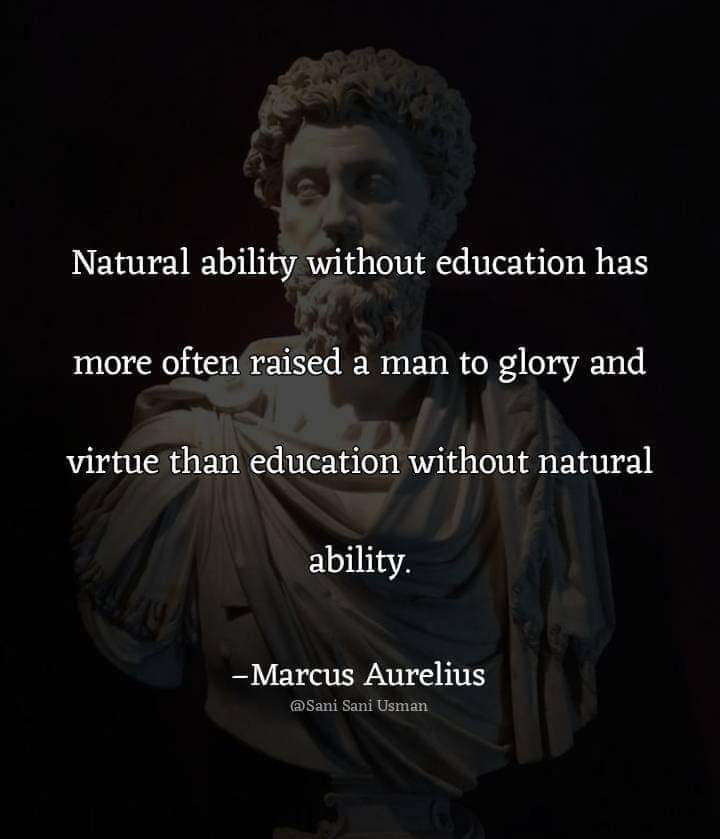 Natural ability without education has
more often raised a man to glory and
virtue than education without natural
ability.
–Marcus Aurelius
@Sani Sani Usman